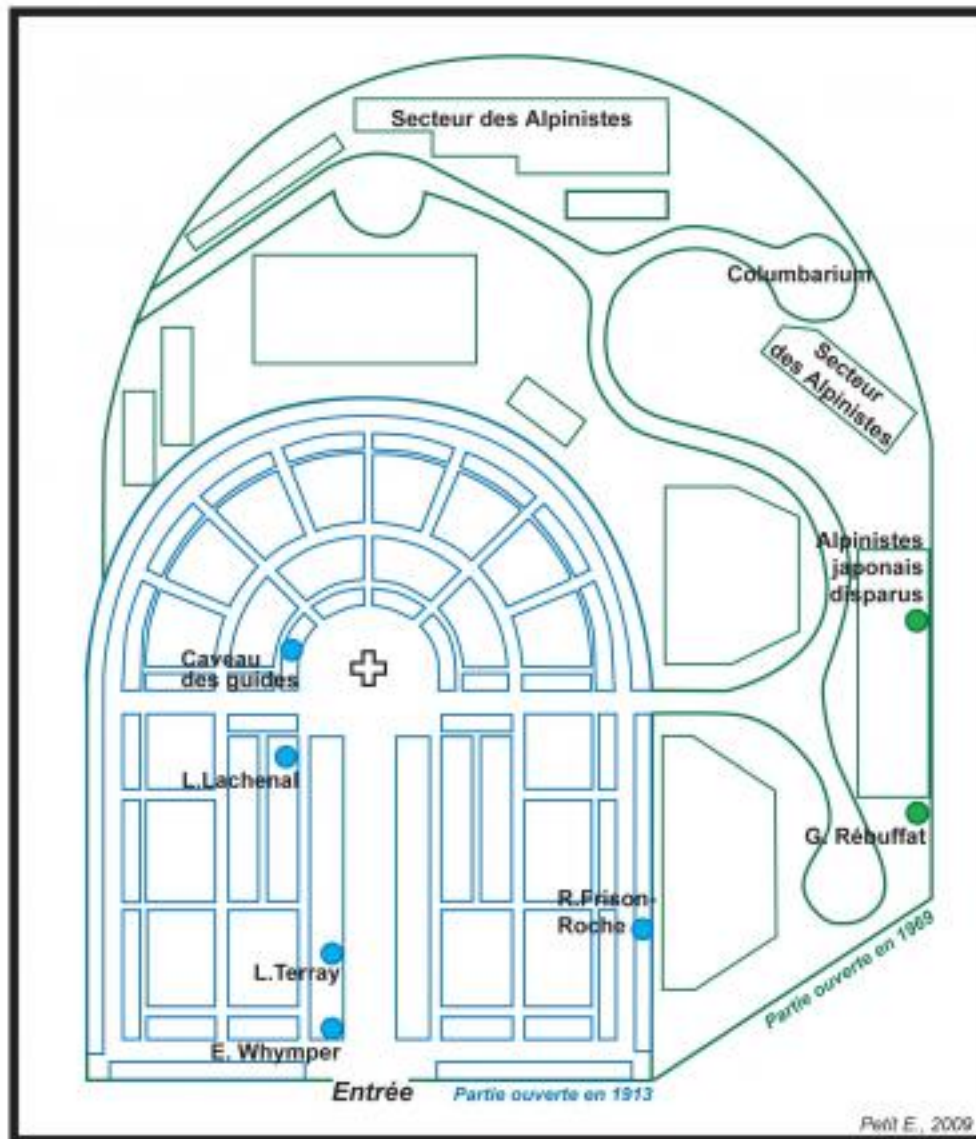 Secteur des Alpinistes
Columbarium
Secteur
des Alpinistes
Alpinistes
japonais
disparus
Caveau
des guides
L.Lachenal
G. Rébuffat
R.Frison-
Roche
L.Terray
E. Whymper
Partie ouverte en 1969
Entrée
Partie ouverte en 1913
Petit E., 2009